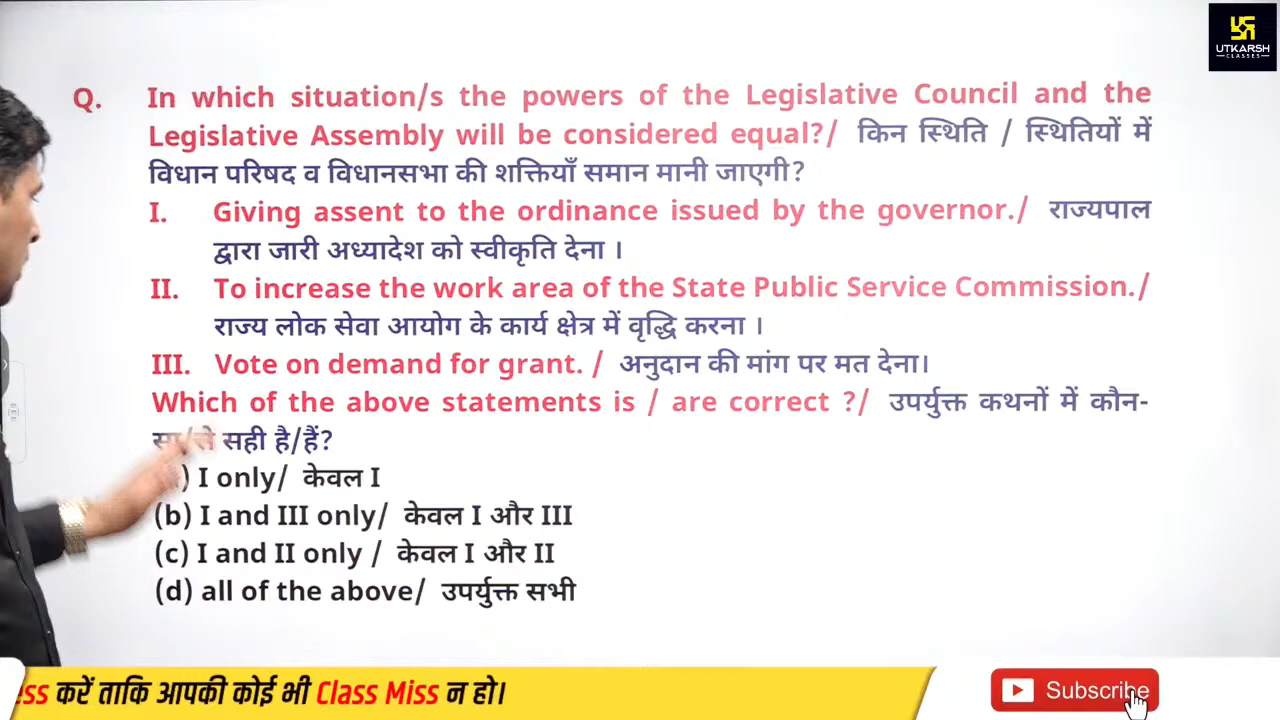 UTKARSH
CLASSES
Q. In which situation/s the powers of the Legislative Council and the
Legislative Assembly will be considered equal?/ किन स्थिति / स्थितियों में
विधान परिषद व विधानसभा की शक्तियाँ समान मानी जाएगी?
I. Giving assent to the ordinance issued by the governor./ राज्यपाल
द्वारा जारी अध्यादेश को स्वीकृति देना ।
II. To increase the work area of the State Public Service Commission./
राज्य लोक सेवा आयोग के कार्य क्षेत्र में वृद्धि करना ।
III. Vote on demand for grant. / अनुदान की मांग पर मत देना।
Which of the above statements is / are correct ?/ उपर्युक्त कथनों में कौन-
सही है/हैं?
) I only/ केवल I
(b) I and III only/ केवल I और III
(c) I and II only / केवल I और II
(d) all of the above/ उपर्युक्त सभी
ess करें ताकि आपकी कोई भी Class Miss न हो।
Subscribe